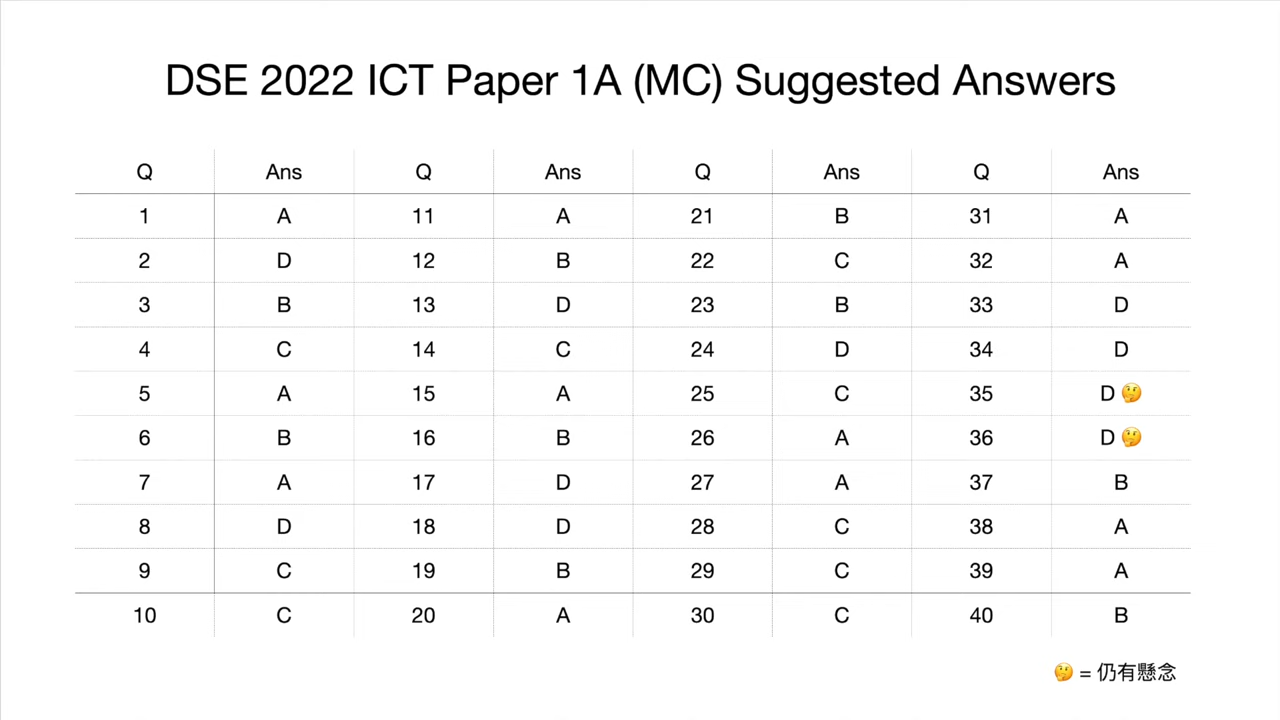 DSE 2022 ICT Paper 1A (MC) Suggested Answers
Q Ans Q Ans Q Ans Q Ans
1 A 11 A 21 B 31 A
2 D 12 B 22 C 32 A
3 B 13 D 23 B 33 D
4 C 14 C 24 D 34 D
5 A 15 A 25 C 35 D 🤔
6 B 16 B 26 A 36 D 🤔
7 A 17 D 27 A 37 B
8 D 18 D 28 C 38 A
9 C 19 B 29 C 39 A
10 C 20 A 30 C 40 B
🤔 = 仍有懸念